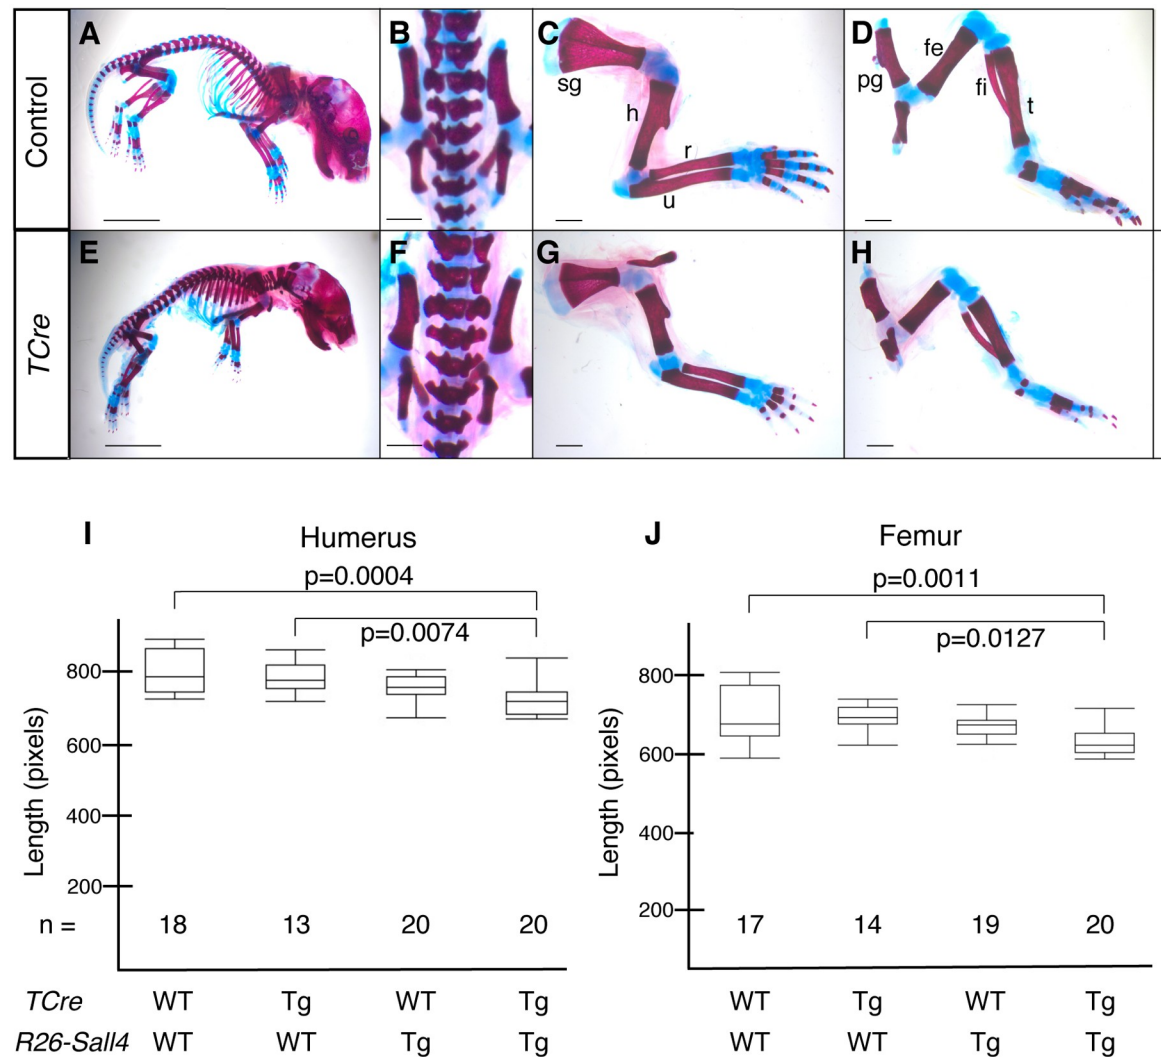 Control
A
B
C
D
sg
h
r
u
pg
fe
fi
t
TCre
E
F
G
H
I
Humerus
p=0.0004
p=0.0074
Length (pixels)
800
600
400
200
n =
18
13
20
20
J
Femur
p=0.0011
p=0.0127
Length (pixels)
800
600
400
200
17
14
19
20
TCre WT Tg WT Tg WT Tg WT Tg
R26-Sall4 WT WT Tg Tg WT WT Tg Tg